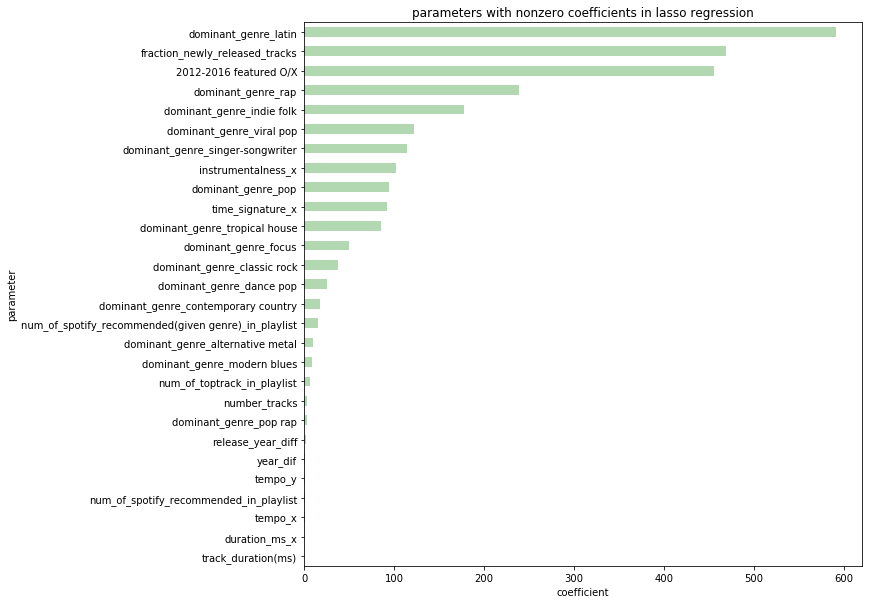 parameters with nonzero coefficients in lasso regression
dominant_genre_latin
fraction_newly_released_tracks
2012-2016 featured O/X
dominant_genre_rap
dominant_genre_indie folk
dominant_genre_viral pop
dominant_genre_singer-songwriter
instrumentalness_x
dominant_genre_pop
time_signature_x
dominant_genre_tropical house
dominant_genre_focus
dominant_genre_classic rock
dominant_genre_dance pop
dominant_genre_contemporary country
num_of_spotify_recommended(given genre)_in_playlist
dominant_genre_alternative metal
dominant_genre_modern blues
num_of_toptrack_in_playlist
number_tracks
dominant_genre_pop rap
release_year_diff
year_dif
tempo_y
num_of_spotify_recommended_in_playlist
tempo_x
duration_ms_x
track_duration(ms)
parameter
0 100 200 300 400 500 600
coefficient